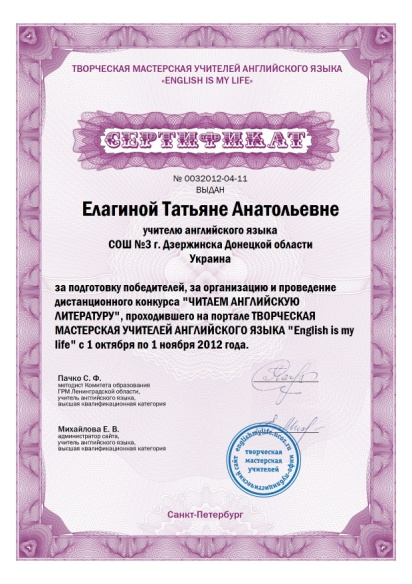 ТВОРЧЕСКАЯ МАСТЕРСКАЯ УЧИТЕЛЕЙ АНГЛИЙСКОГО ЯЗЫКА
«ENGLISH IS MY LIFE»
СЕРТИФИКАТ
№ 0032012-04-11
ВЫДАН
Елагиной Татьяне Анатольевне
учителю английского языка
СОШ №3 г. Дзержинска Донецкой области
Украина
за подготовку победителей, за организацию и проведение
дистанционного конкурса "ЧИТАЕМ АНГЛИЙСКУЮ
ЛИТЕРАТУРУ", проходившего на портале ТВОРЧЕСКАЯ
МАСТЕРСКАЯ УЧИТЕЛЕЙ АНГЛИЙСКОГО ЯЗЫКА "English is my
life" с 1 октября по 1 ноября 2012 года.
Пачко С. Ф.
методист Комитета образования
ГРМ Ленинградской области,
учитель английского языка,
высшая квалификационная категория
Михайлова Е. В.
администратор сайта,
учитель английского языка,
высшая квалификационная категория
englishmylife.ucoz.ru
творческая
мастерская
учителей
Санкт-Петербург